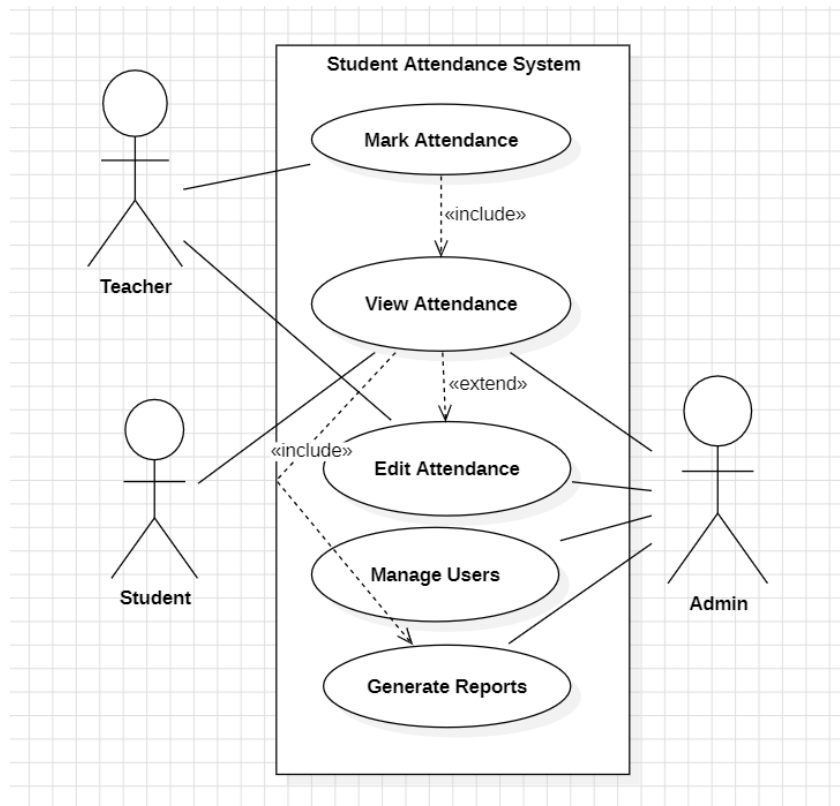 Student Attendance System
Mark Attendance
«include»
Teacher
View Attendance
«extend»
«include»
Edit Attendance
Student
Manage Users
Admin
Generate Reports